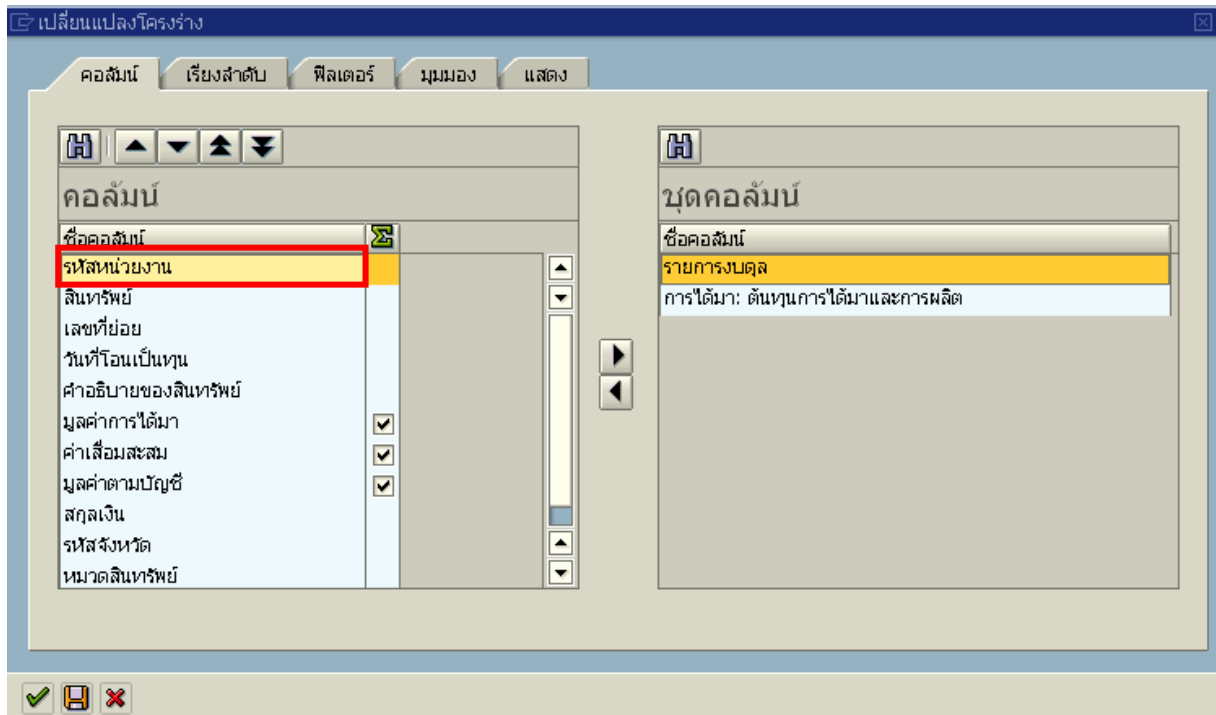 เปลี่ยนแปลงโครงร่าง
คอลัมน์ เรียงลำดับ ฟิลเตอร์ มุมมอง แสดง
คอลัมน์
ชื่อคอลัมน์
รหัสหน่วยงาน
สินทรัพย์
เลขที่ย่อย
วันที่โอนเป็นทุน
คำอธิบายของสินทรัพย์
มูลค่าการได้มา
ค่าเสื่อมสะสม
มูลค่าตามบัญชี
สกุลเงิน
รหัสจังหวัด
หมวดสินทรัพย์
ชุดคอลัมน์
ชื่อคอลัมน์
รายการงบดุล
การได้มา: ต้นทุนการได้มาและการผลิต